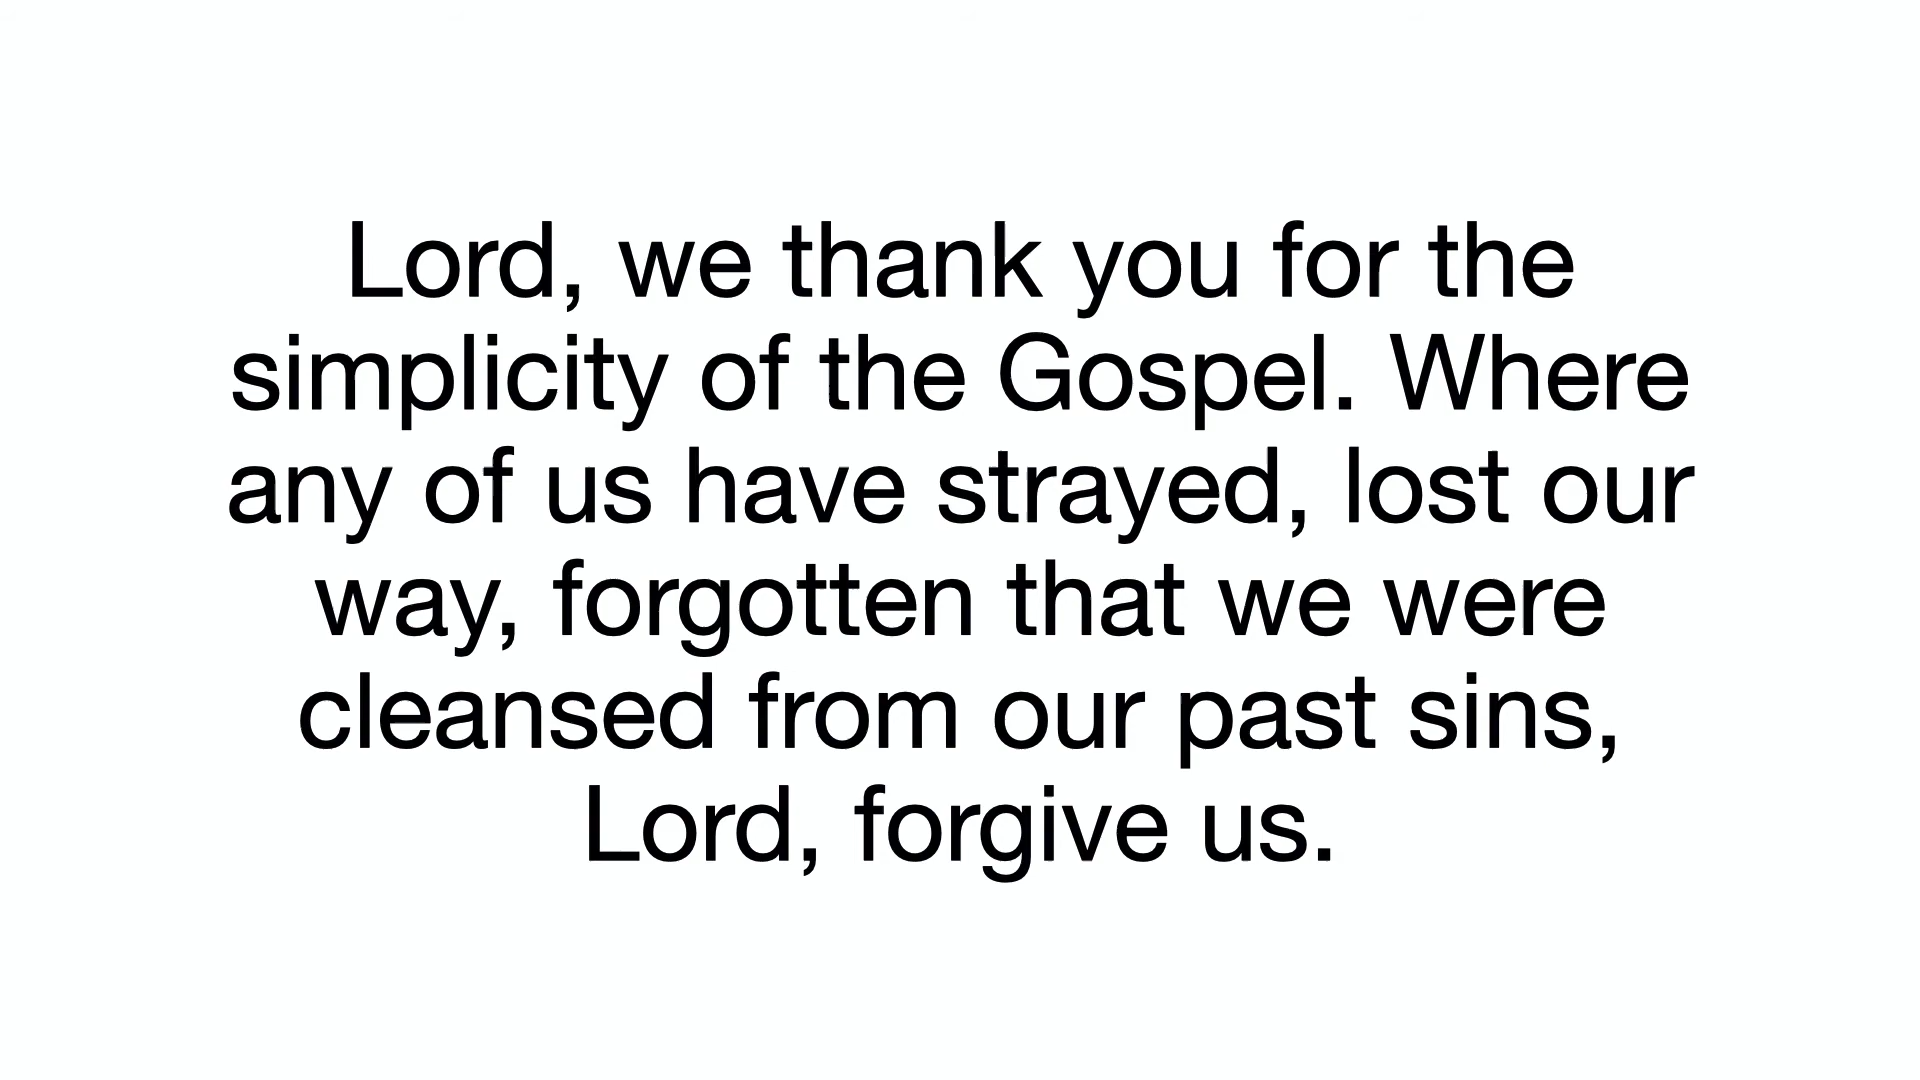 Lord, we thank you for the
simplicity of the Gospel. Where
any of us have strayed, lost our
way, forgotten that we were
cleansed from our past sins,
Lord, forgive us.